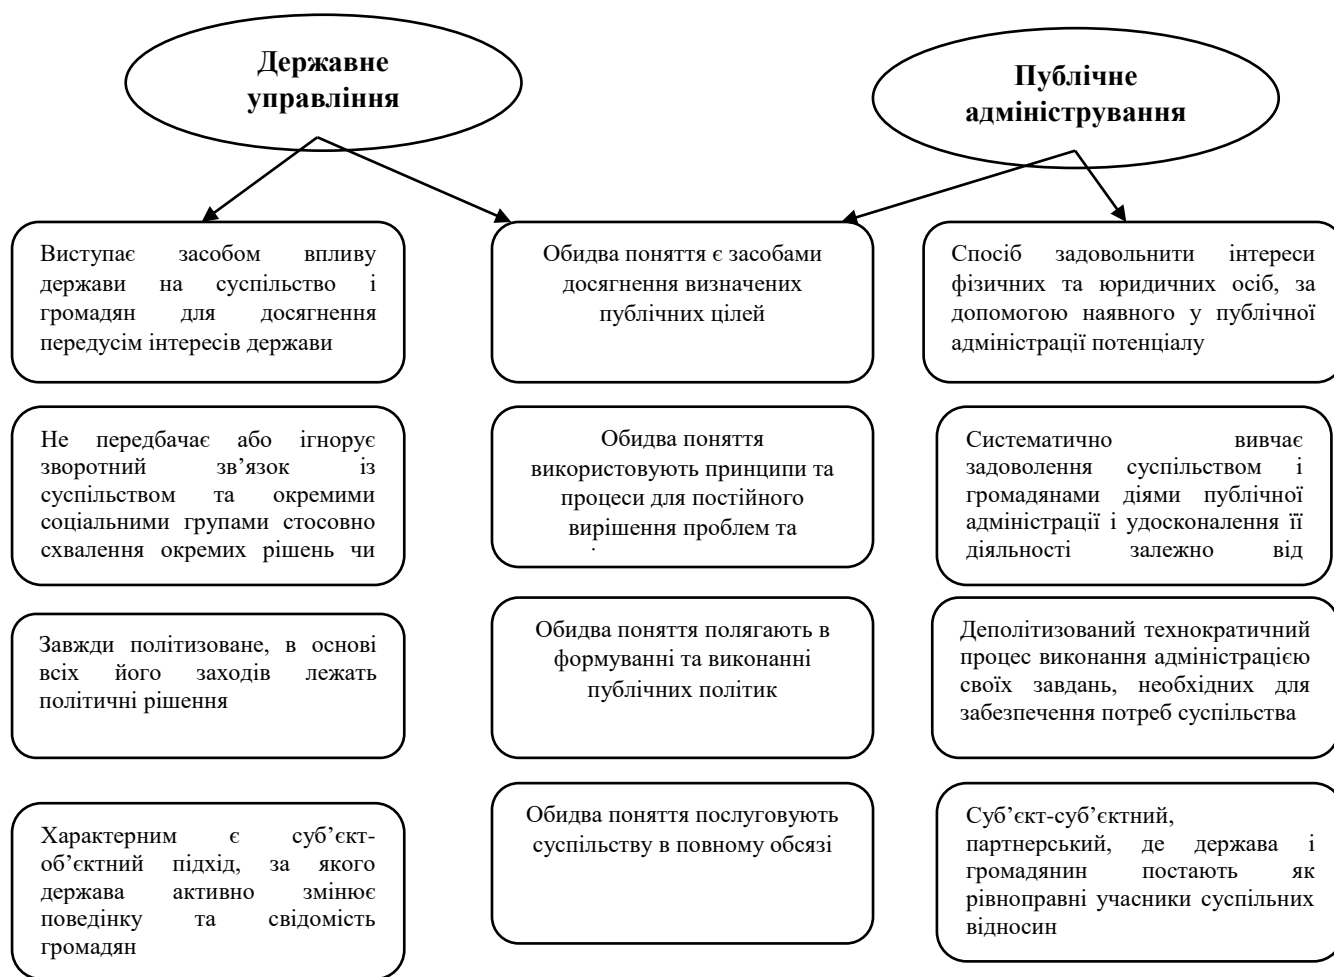 Державне
управління
Публічне
адміністрування
Виступає засобом впливу
держави на суспільство і
громадян для досягнення
передусім інтересів держави
Обидва поняття є засобами
досягнення визначених
публічних цілей
Спосіб задовольнити інтереси
фізичних та юридичних осіб, за
допомогою наявного у публічної
адміністрації потенціалу
Не передбачає або ігнорує
зворотний зв’язок із
суспільством та окремими
соціальними групами стосовно
схвалення окремих рішень чи
Обидва поняття
використовують принципи та
процеси для постійного
вирішення проблем та
Систематично вивчає
задоволення суспільством і
громадянами діями публічної
адміністрації і удосконалення її
діяльності залежно від
Завжди політизоване, в основі
всіх його заходів лежать
політичні рішення
Обидва поняття полягають в
формуванні та виконанні
публічних політик
Деполітизований технократичний
процес виконання адміністрацією
своїх завдань, необхідних для
забезпечення потреб суспільства
Характерним є суб’єкт-
об’єктний підхід, за якого
держава активно змінює
поведінку та свідомість
громадян
Обидва поняття послуговують
суспільству в повному обсязі
Суб’єкт-суб’єктний,
партнерський, де держава і
громадянин постають як
рівноправні учасники суспільних
відносин